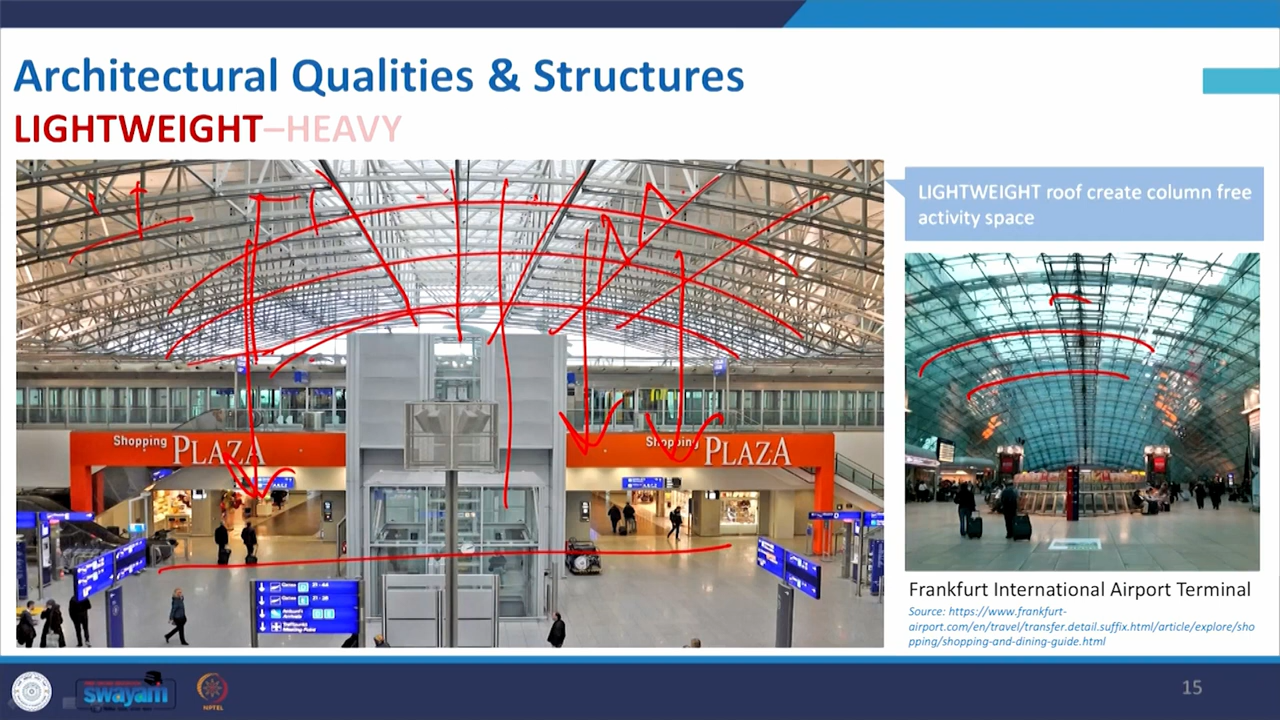 Architectural Qualities & Structures
LIGHTWEIGHT–HEAVY
LIGHTWEIGHT roof create column free
activity space
Shopping PLAZA
Shopping PLAZA
Frankfurt International Airport Terminal
Source: https://www.frankfurt-
airport.com/en/travel/transfer.detail.suffix.html/article/explore/sho
pping/shopping-and-dining-guide.html
swayam
NPTEL
15